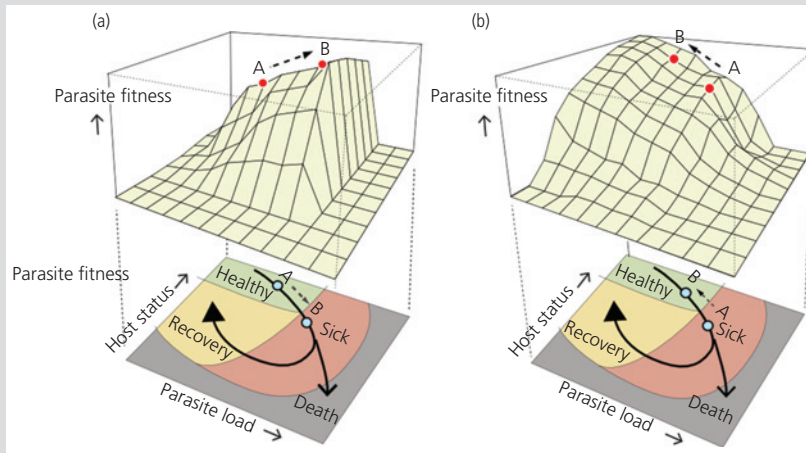 (a)
A
B
Parasite fitness
Parasite fitness
Host status
Healthy
A
B
Sick
Recovery
Death
Parasite load
(b)
B
A
Parasite fitness
Host status
Healthy
B
A
Sick
Recovery
Death
Parasite load